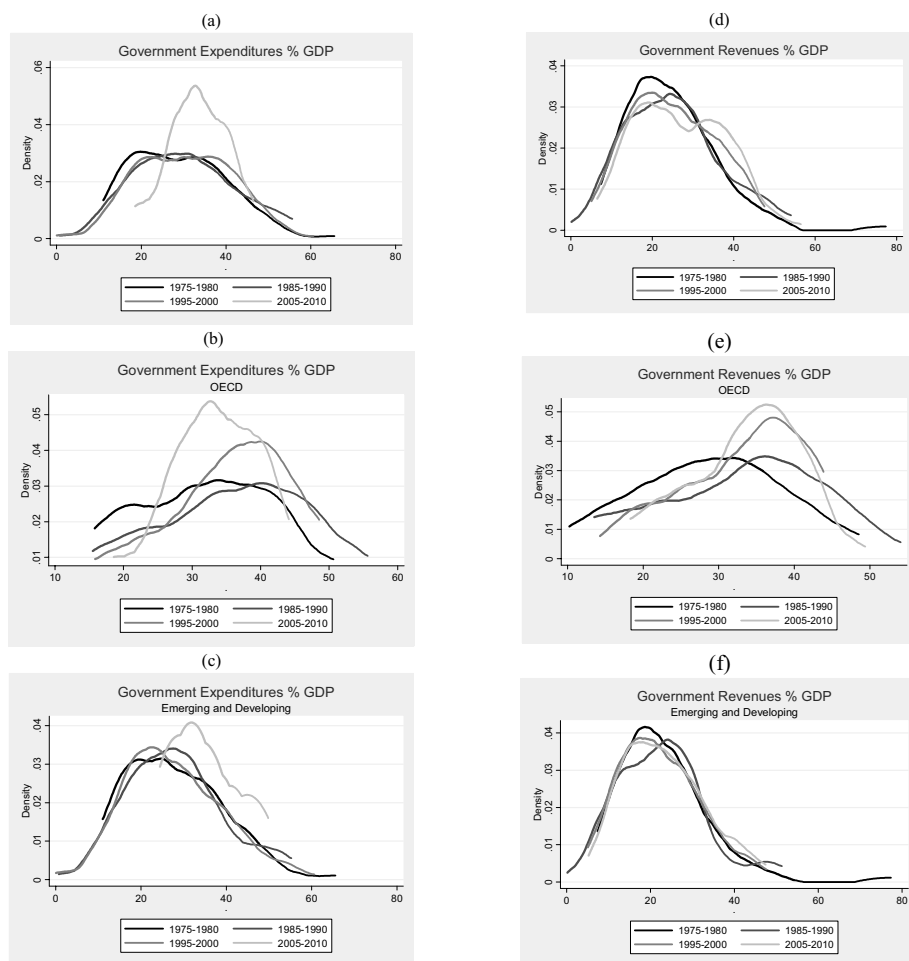 (a)
Government Expenditures % GDP
Density
0 .02 .04 .06
0 20 40 60 80
.
1975-1980 1985-1990
1995-2000 2005-2010
(d)
Government Revenues % GDP
Density
0 .01 .02 .03 .04
0 20 40 60 80
.
1975-1980 1985-1990
1995-2000 2005-2010
(b)
Government Expenditures % GDP
OECD
Density
.01 .02 .03 .04 .05
10 20 30 40 50 60
.
1975-1980 1985-1990
1995-2000 2005-2010
(e)
Government Revenues % GDP
OECD
Density
0 .01 .02 .03 .04 .05
10 20 30 40 50
.
1975-1980 1985-1990
1995-2000 2005-2010
(c)
Government Expenditures % GDP
Emerging and Developing
Density
0 .01 .02 .03 .04
0 20 40 60 80
.
1975-1980 1985-1990
1995-2000 2005-2010
(f)
Government Revenues % GDP
Emerging and Developing
Density
0 .01 .02 .03 .04
0 20 40 60 80
.
1975-1980 1985-1990
1995-2000 2005-2010